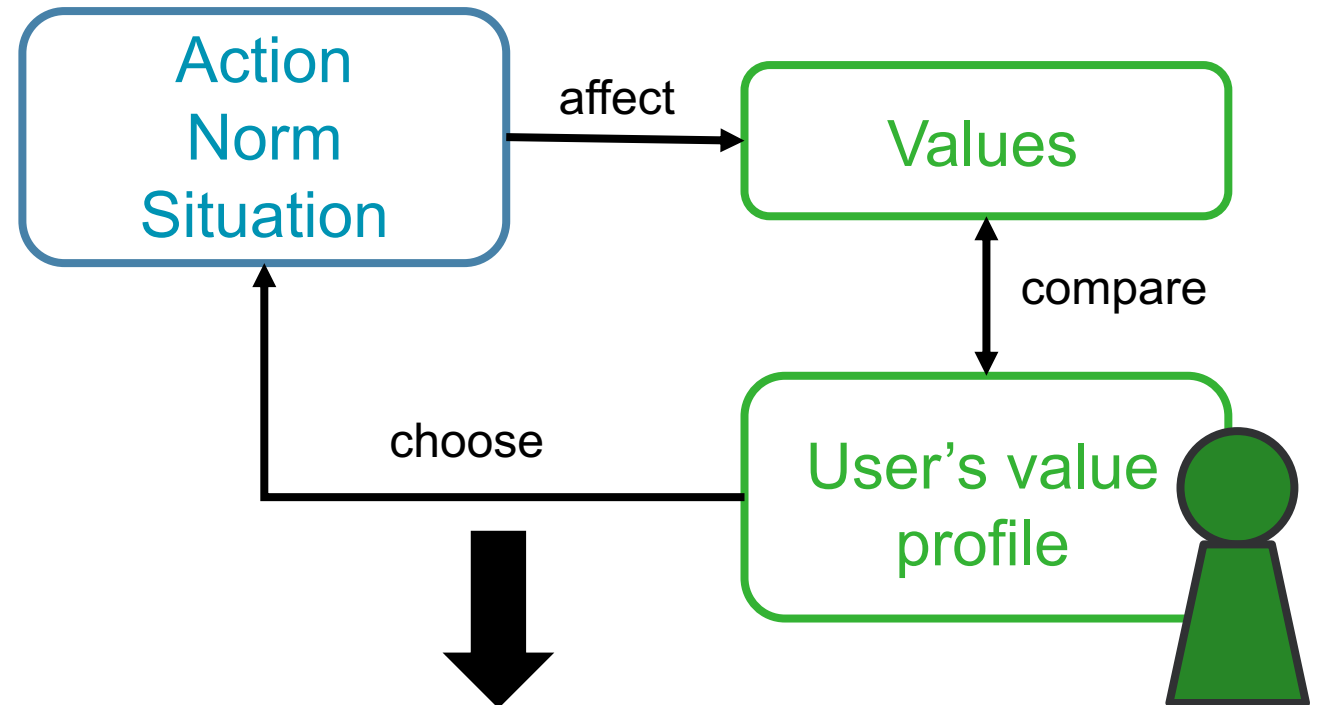 Action
Norm
Situation
affect
Values
compare
choose
User's value
profile